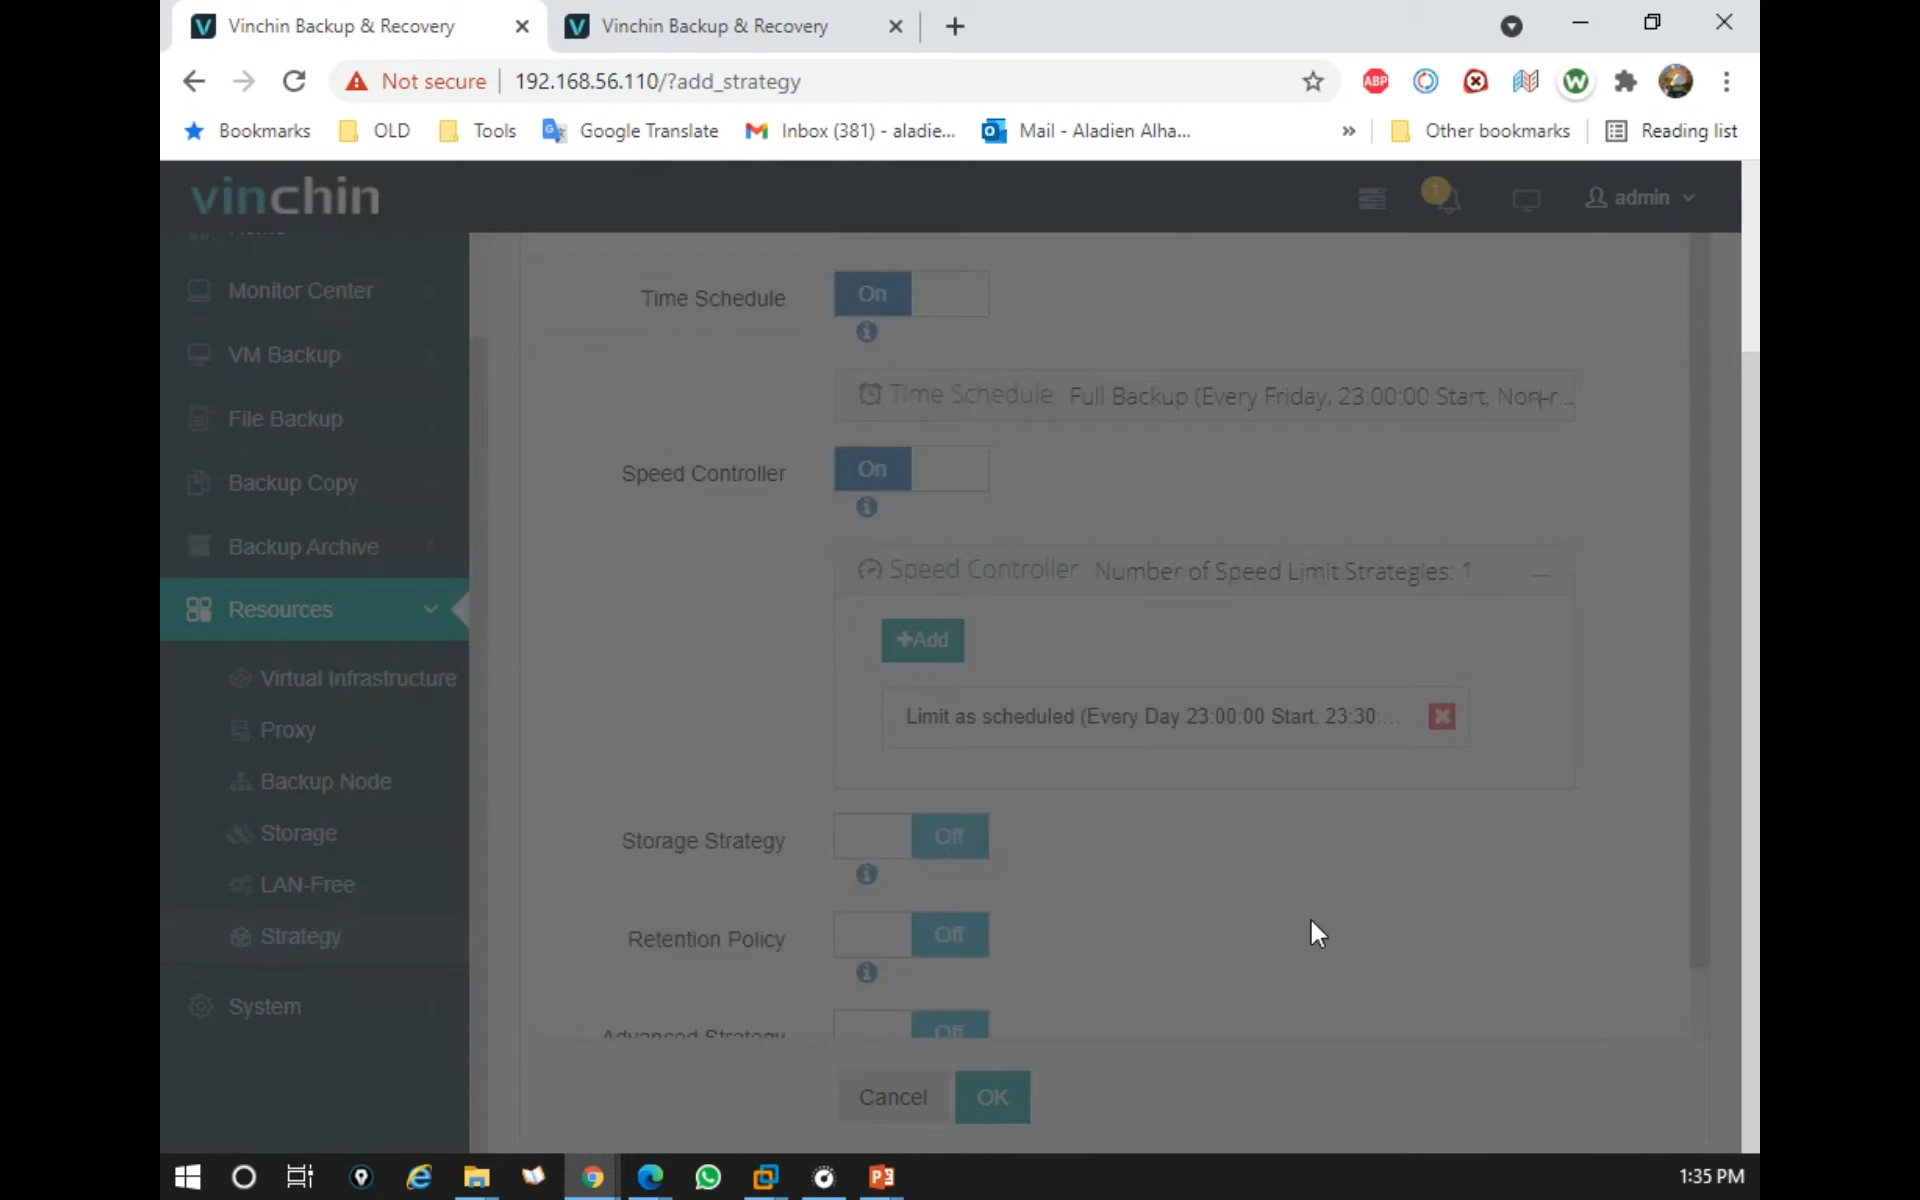 Vinchin Backup & Recovery
Vinchin Backup & Recovery
Not secure
192.168.56.110/?add_strategy
ABP
W
Bookmarks
OLD
Tools
Google Translate
Inbox (381) - aladie...
Mail - Aladien Alha...
»
Other bookmarks
Reading list
vinchin
1
admin
Monitor Center
VM Backup
File Backup
Backup Copy
Backup Archive
Resources
Virtual Infrastructure
Proxy
Backup Node
Storage
LAN-Free
Strategy
System
Time Schedule
On
Time Schedule Full Backup (Every Friday, 23:00:00 Start, Non-r...
Speed Controller
On
Speed Controller Number of Speed Limit Strategies: 1
+Add
Limit as scheduled (Every Day 23:00:00 Start, 23:30:...
Storage Strategy
Off
Retention Policy
Off
Advanced Strategy
Off
Cancel
OK
1:35 PM